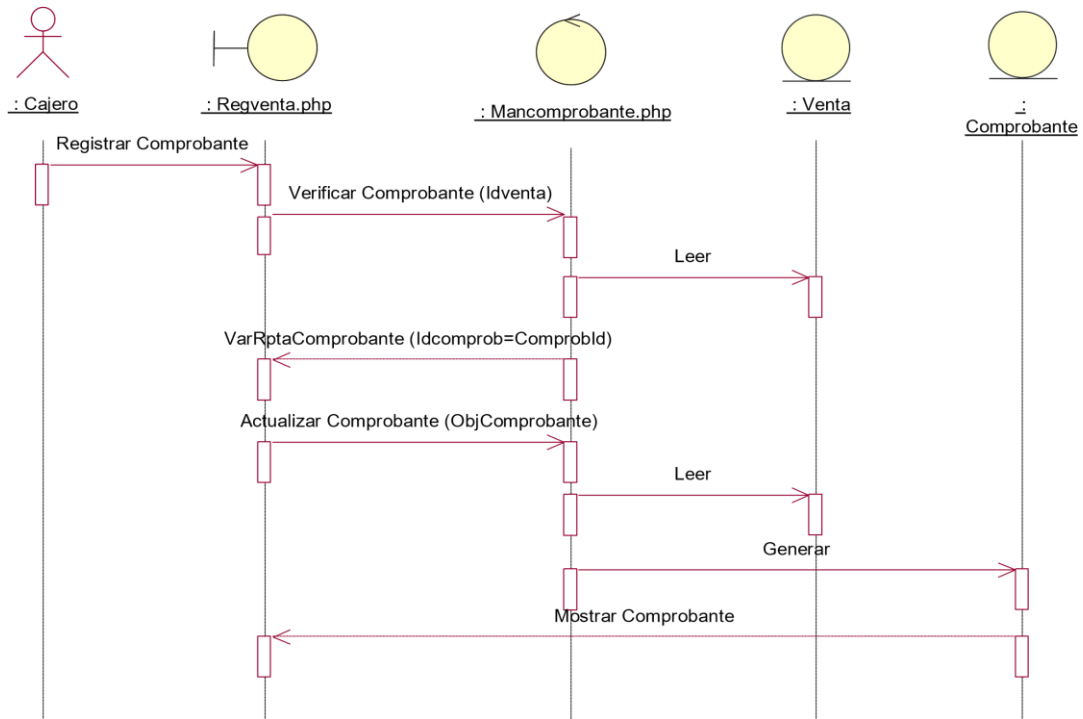 : Cajero
: Regventa.php
: Mancomprobante.php
: Venta
:
Comprobante
Registrar Comprobante
Verificar Comprobante (Idventa)
Leer
VarRptaComprobante (Idcomprob=ComprobId)
Actualizar Comprobante (ObjComprobante)
Leer
Generar
Mostrar Comprobante